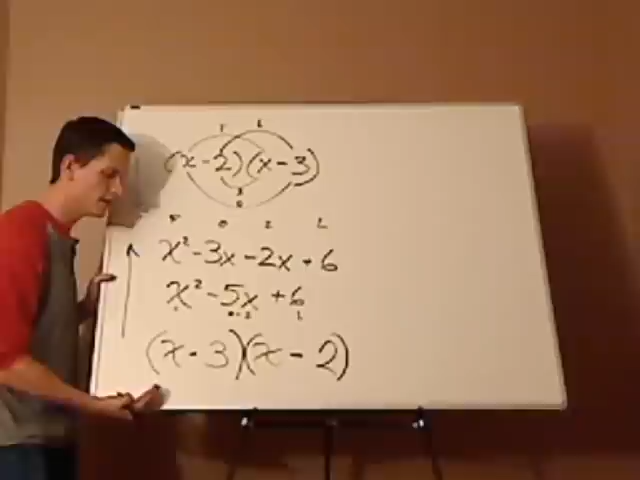 F L
(x - 2)(x - 3)
F O I L
x² - 3x - 2x + 6
x² - 5x + 6
(x - 3)(x - 2)